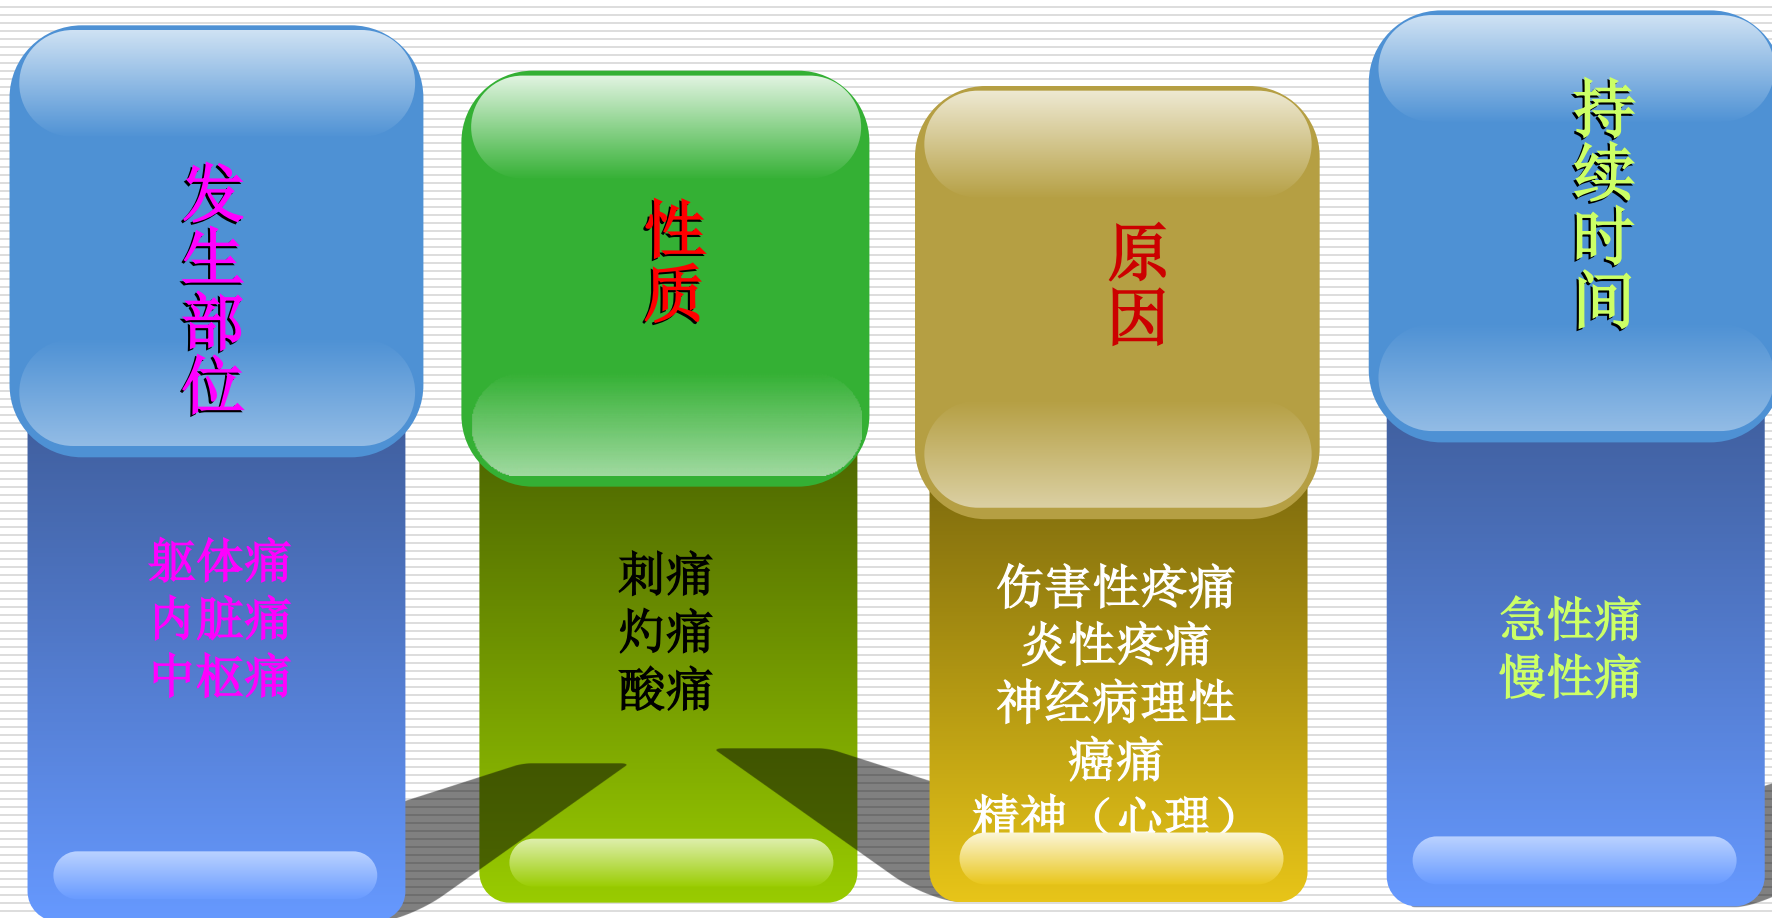 发生部位
躯体痛
内脏痛
中枢痛
性质
刺痛
灼痛
酸痛
原因
伤害性疼痛
炎性疼痛
神经病理性
癌痛
精神（心理）
持续时间
急性痛
慢性痛